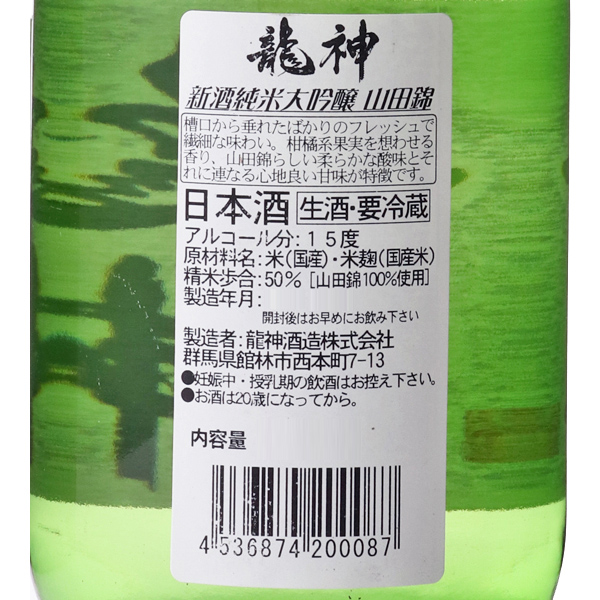 龍神
新酒純米大吟醸 山田錦
槽口から垂れたばかりのフレッシュで
繊細な味わい。柑橘系果実を想わせる
香り、山田錦らしい柔らかな酸味とそ
れに連なる心地良い甘味が特徴です。
日本酒 生酒・要冷蔵
アルコール分:15度
原材料名:米(国産)・米麹(国産米)
精米歩合:50% [山田錦100%使用]
製造年月:
開封後はお早めにお飲み下さい
製造者:龍神酒造株式会社
群馬県館林市西本町7-13
●妊娠中・授乳期の飲酒はお控え下さい。
●お酒は20歳になってから。
内容量
4 536874 200087